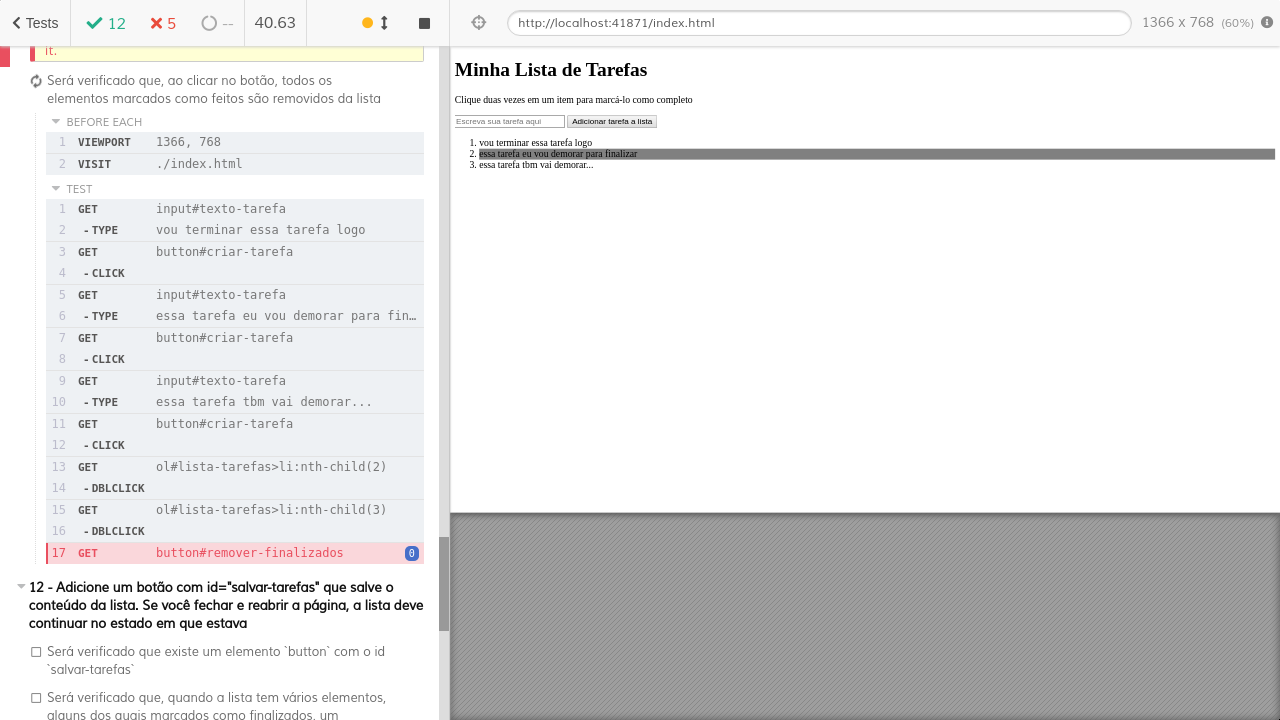 Tests
12
5
--
40.63
http://localhost:41871/index.html
1366 x 768 (60%)
it.
Será verificado que, ao clicar no botão, todos os
elementos marcados como feitos são removidos da lista
BEFORE EACH
1 VIEWPORT 1366, 768
2 VISIT ./index.html
TEST
1 GET input#texto-tarefa
2 -TYPE vou terminar essa tarefa logo
3 GET button#criar-tarefa
4 -CLICK
5 GET input#texto-tarefa
6 -TYPE essa tarefa eu vou demorar para fin…
7 GET button#criar-tarefa
8 -CLICK
9 GET input#texto-tarefa
10 -TYPE essa tarefa tbm vai demorar...
11 GET button#criar-tarefa
12 -CLICK
13 GET ol#lista-tarefas>li:nth-child(2)
14 -DBLCLICK
15 GET ol#lista-tarefas>li:nth-child(3)
16 -DBLCLICK
17 GET button#remover-finalizados 0
12 - Adicione um botão com id="salvar-tarefas" que salve o
conteúdo da lista. Se você fechar e reabrir a página, a lista deve
continuar no estado em que estava
Será verificado que existe um elemento `button` com o id
`salvar-tarefas`
Será verificado que, quando a lista tem vários elementos,
alguns dos quais marcados como finalizados, um
Minha Lista de Tarefas
Clique duas vezes em um item para marcá-lo como completo
Escreva sua tarefa aqui
Adicionar tarefa a lista
1. vou terminar essa tarefa logo
2. essa tarefa eu vou demorar para finalizar
3. essa tarefa tbm vai demorar...